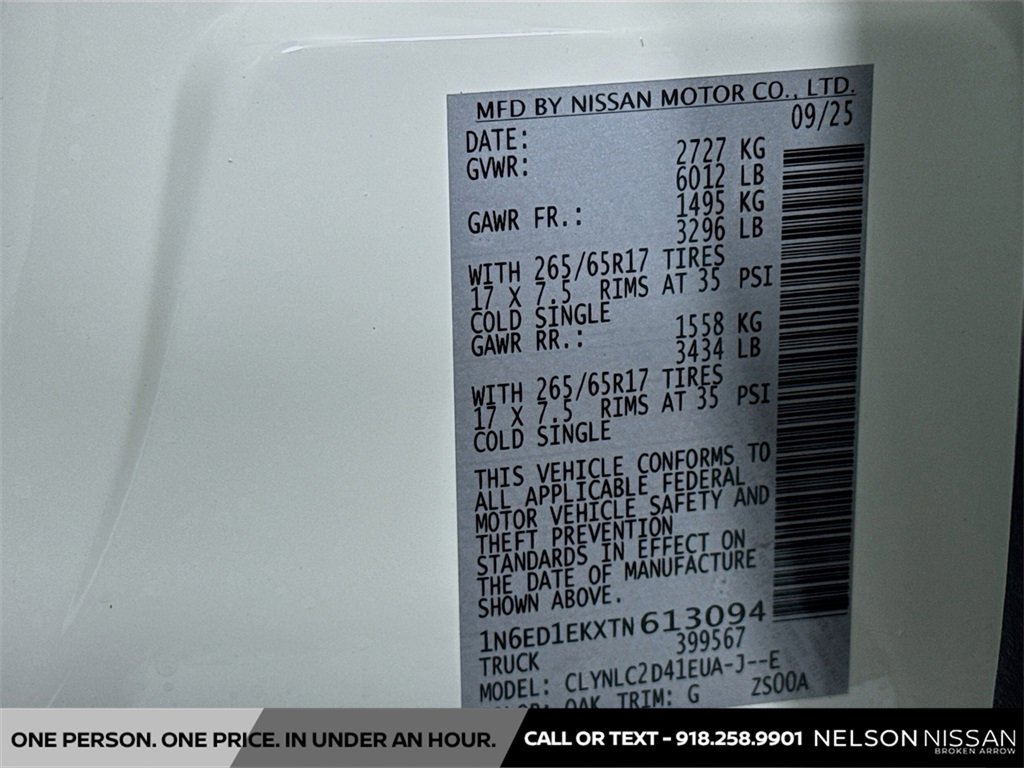 MFD BY NISSAN MOTOR CO., LTD.
DATE: 09/25
GVWR: 2727 KG
6012 LB
GAWR FR.: 1495 KG
3296 LB
WITH 265/65R17 TIRES
17 X 7.5 RIMS AT 35 PSI
COLD SINGLE
GAWR RR.: 1558 KG
3434 LB
WITH 265/65R17 TIRES
17 X 7.5 RIMS AT 35 PSI
COLD SINGLE
THIS VEHICLE CONFORMS TO
ALL APPLICABLE FEDERAL
MOTOR VEHICLE SAFETY AND
THEFT PREVENTION
STANDARDS IN EFFECT ON
THE DATE OF MANUFACTURE
SHOWN ABOVE.
1N6ED1EKXTN613094
399567
TRUCK
MODEL: CLYNLC2D41EUA-J--E
COLOR: QAK TRIM: G ZS00A
ONE PERSON. ONE PRICE. IN UNDER AN HOUR.
CALL OR TEXT - 918.258.9901
NELSON NISSAN
BROKEN ARROW